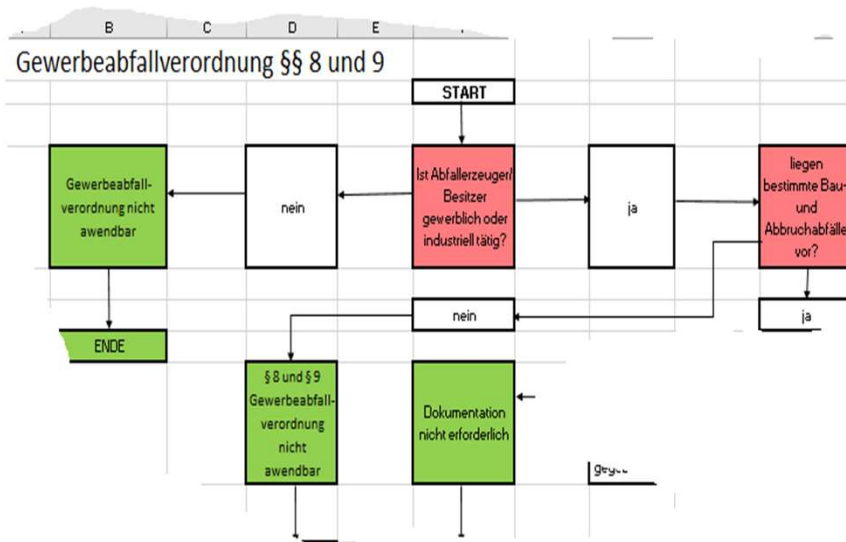 B C D E
Gewerbeabfallverordnung §§ 8 und 9
START
Gewerbeabfall-
verordnung nicht
awendbar
nein
Ist Abfallerzeuger/
Besitzer
gewerblich oder
industriell tätig?
ja
liegen
bestimmte Bau-
und
Abbruchabfälle
vor?
nein
ja
ENDE
§ 8 und § 9
Gewerbeabfall-
verordnung
nicht
awendbar
Dokumentation
nicht erforderlich